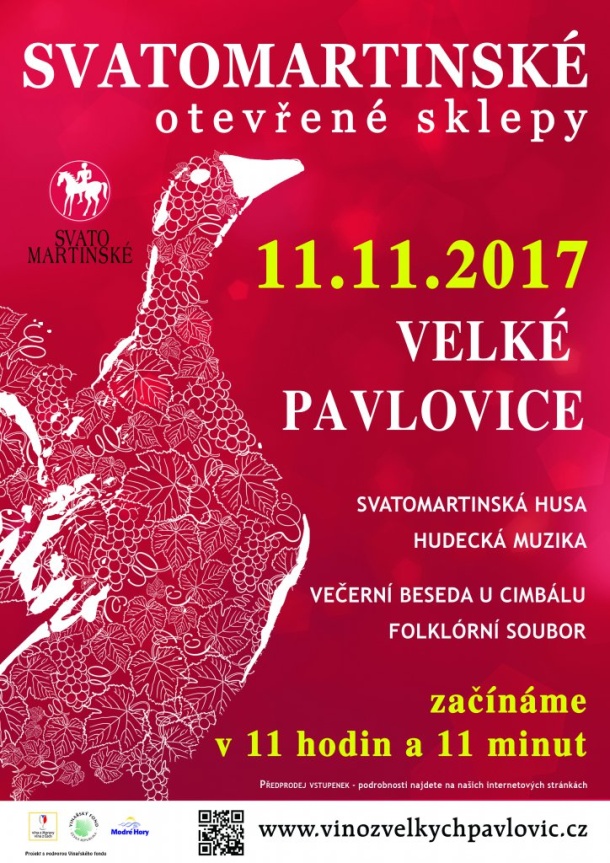 SVATOMARTINSKÉ
otevřené sklepy
SVATO
MARTINSKÉ
11.11.2017
VELKÉ
PAVLOVICE
SVATOMARTINSKÁ HUSA
HUDECKÁ MUZIKA
VEČERNÍ BESEDA U CIMBÁLU
FOLKLÓRNÍ SOUBOR
začínáme
v 11 hodin a 11 minut
PŘEDPRODEJ VSTUPENEK - podrobnosti najdete na našich internetových stránkách
VINAŘSKÝ FOND
Modré Hory
Projekt s podporou Vinařského fondu
www.vinozvelkychpavlovic.cz